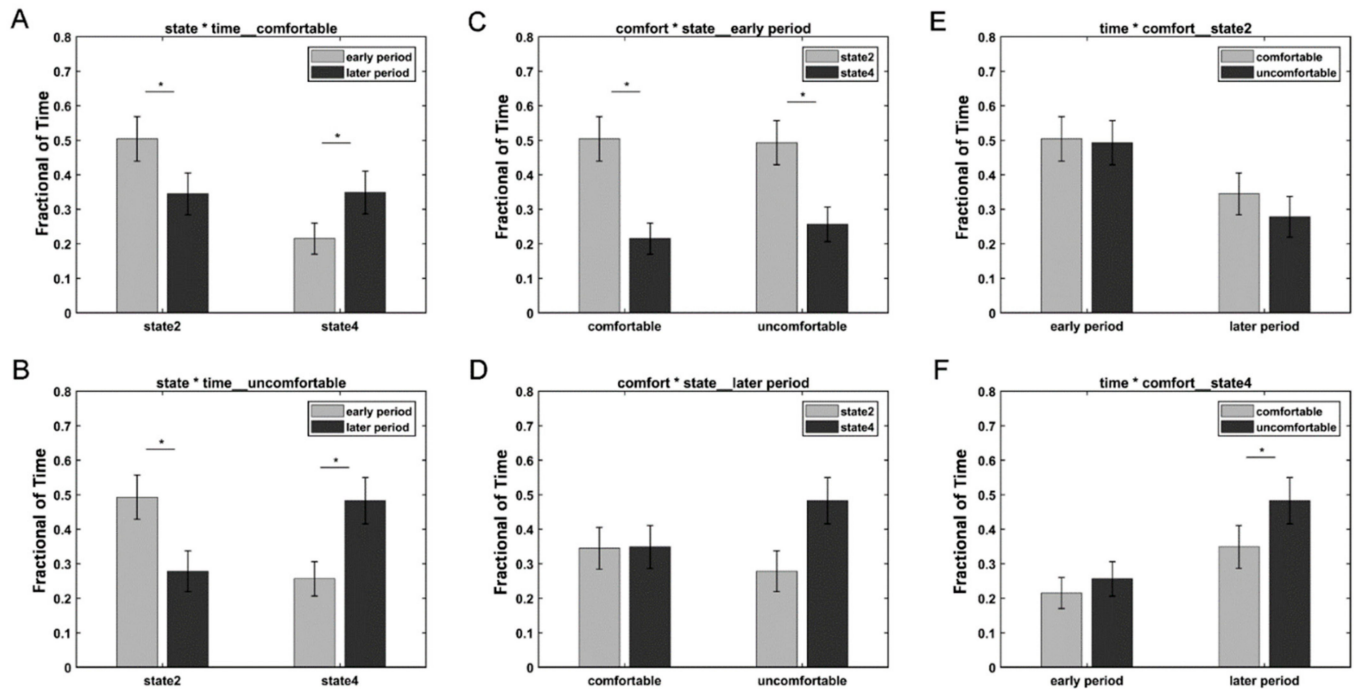 A
state * time__comfortable
early period
later period
*
*
Fractional of Time
0.8
0.7
0.6
0.5
0.4
0.3
0.2
0.1
0
state2
state4
C
comfort * state__early period
state2
state4
*
*
Fractional of Time
0.8
0.7
0.6
0.5
0.4
0.3
0.2
0.1
0
comfortable
uncomfortable
E
time * comfort__state2
comfortable
uncomfortable
Fractional of Time
0.8
0.7
0.6
0.5
0.4
0.3
0.2
0.1
0
early period
later period
B
state * time__uncomfortable
early period
later period
*
*
Fractional of Time
0.8
0.7
0.6
0.5
0.4
0.3
0.2
0.1
0
state2
state4
D
comfort * state__later period
state2
state4
Fractional of Time
0.8
0.7
0.6
0.5
0.4
0.3
0.2
0.1
0
comfortable
uncomfortable
F
time * comfort__state4
comfortable
uncomfortable
*
Fractional of Time
0.8
0.7
0.6
0.5
0.4
0.3
0.2
0.1
0
early period
later period